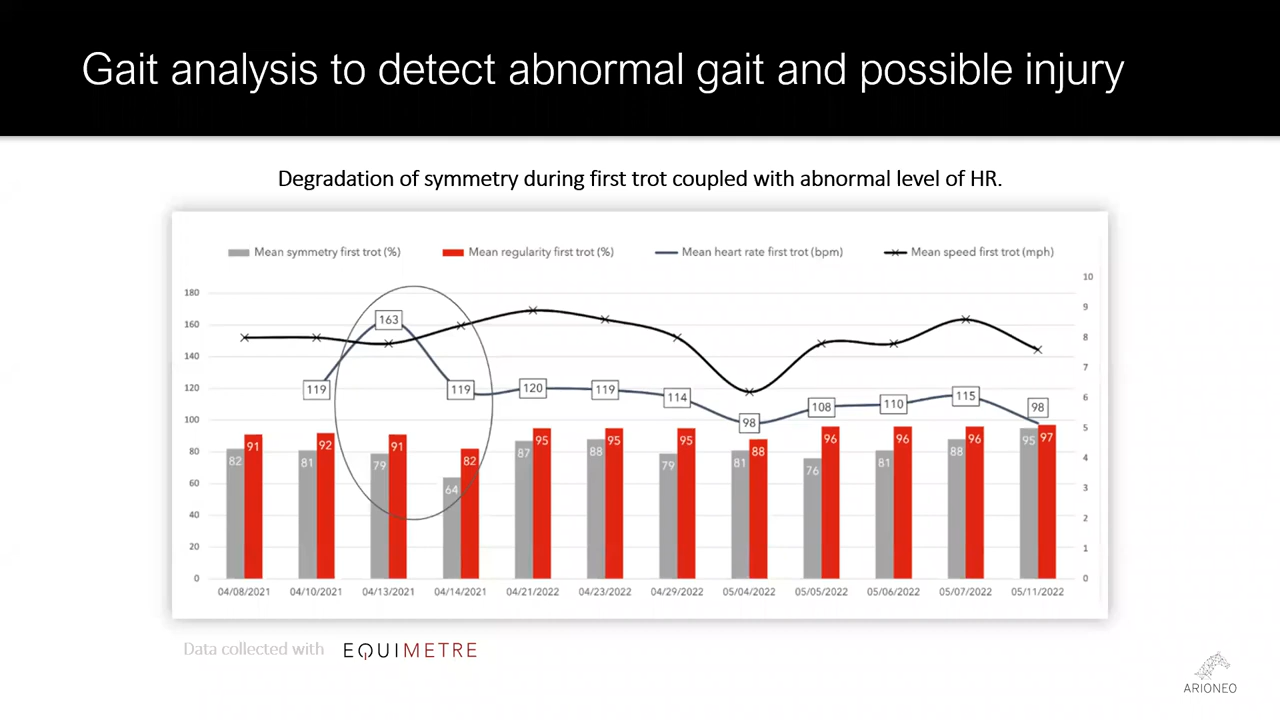 Gait analysis to detect abnormal gait and possible injury
Degradation of symmetry during first trot coupled with abnormal level of HR.
Mean symmetry first trot (%) Mean regularity first trot (%) Mean heart rate first trot (bpm) Mean speed first trot (mph)
180
160
140
120
100
80
60
40
20
0
10
9
8
7
6
5
4
3
2
1
0
119 163 119 120 119 114 98 108 110 115 98
82 91 81 92 79 91 64 82 87 95 88 95 79 95 81 88 76 96 81 96 88 96 95 97
04/08/2021 04/10/2021 04/13/2021 04/14/2021 04/21/2022 04/23/2022 04/29/2022 05/04/2022 05/05/2022 05/06/2022 05/07/2022 05/11/2022
Data collected with EQUIMETRE
ARIONEO